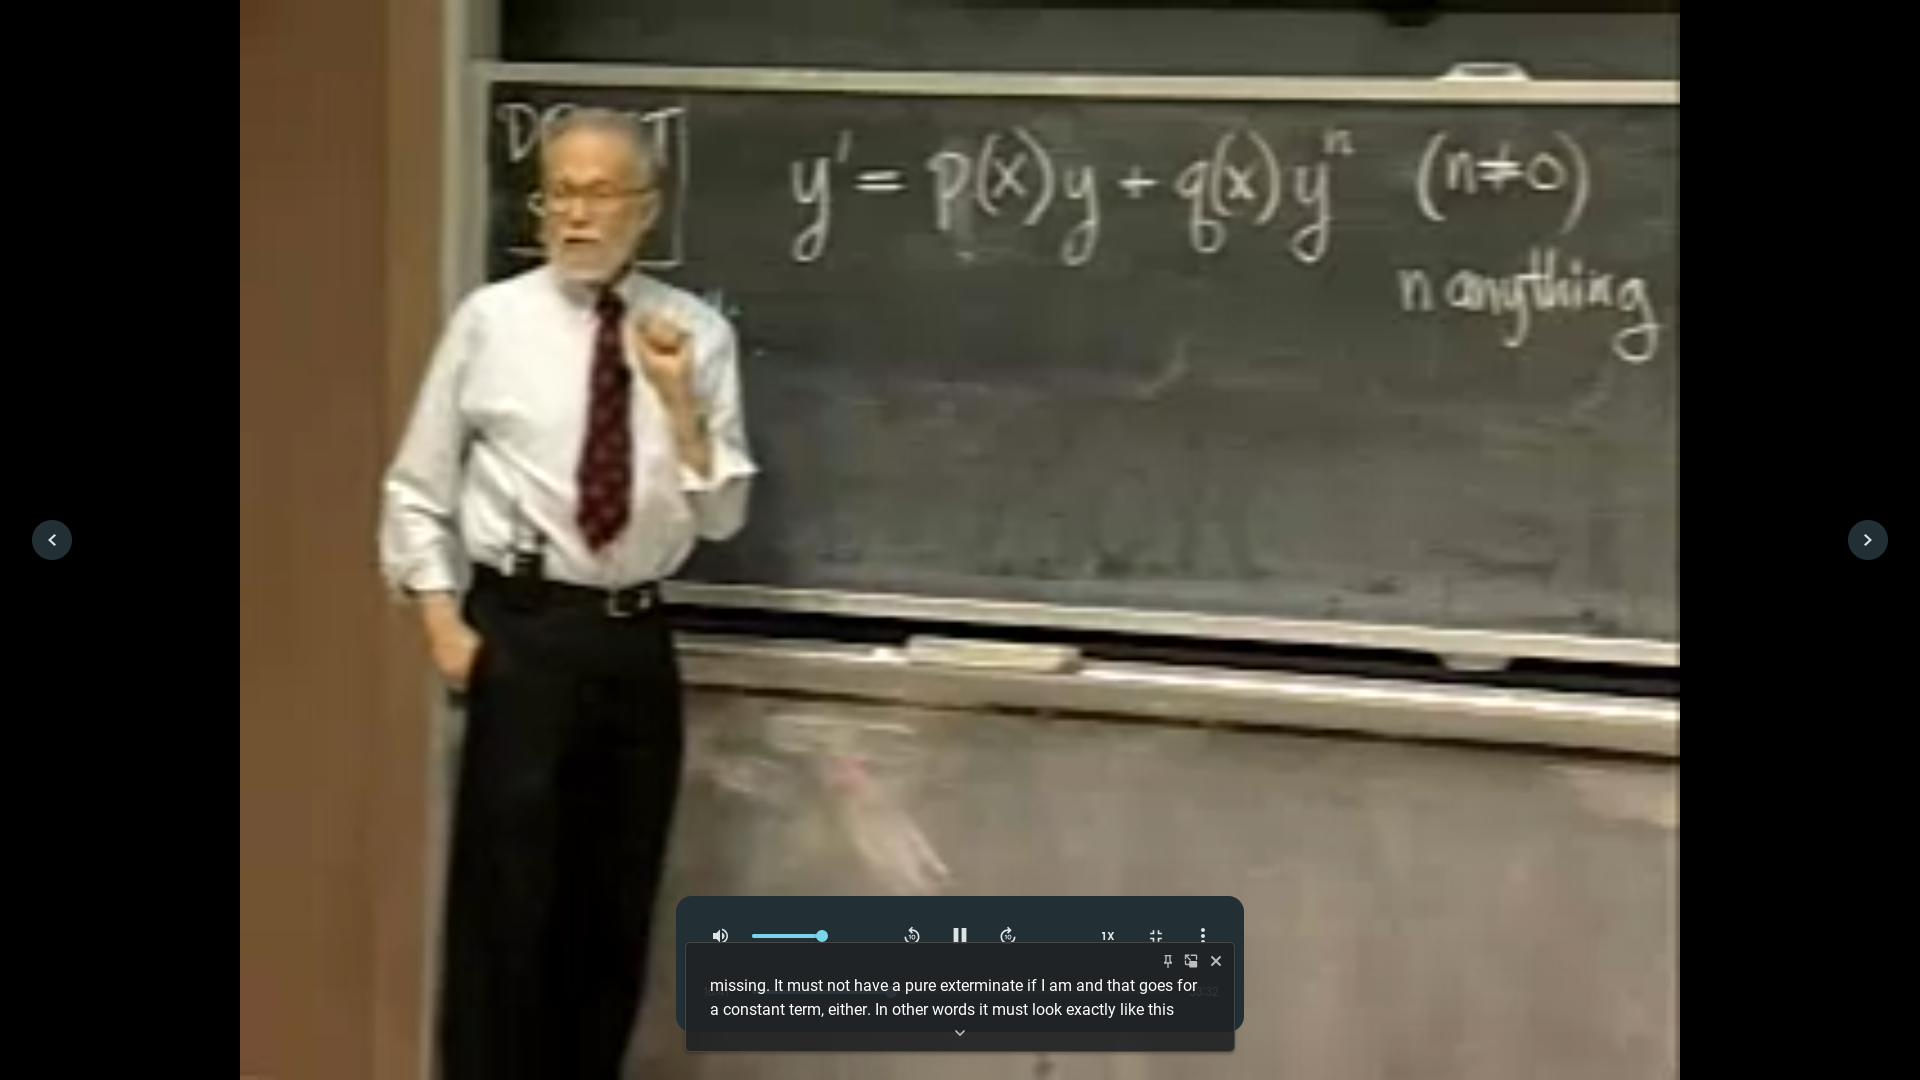 y' = p(x)y + q(x)yⁿ (n≠0)
n anything
1X
missing. It must not have a pure exterminate if I am and that goes for
a constant term, either. In other words it must look exactly like this